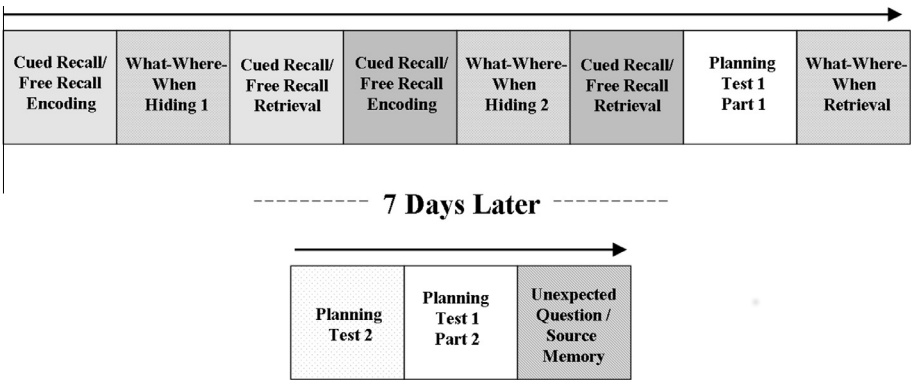 Cued Recall/
Free Recall
Encoding
What-Where-
When
Hiding 1
Cued Recall/
Free Recall
Retrieval
Cued Recall/
Free Recall
Encoding
What-Where-
When
Hiding 2
Cued Recall/
Free Recall
Retrieval
Planning
Test 1
Part 1
What-Where-
When
Retrieval
7 Days Later
Planning
Test 2
Planning
Test 1
Part 2
Unexpected
Question /
Source
Memory